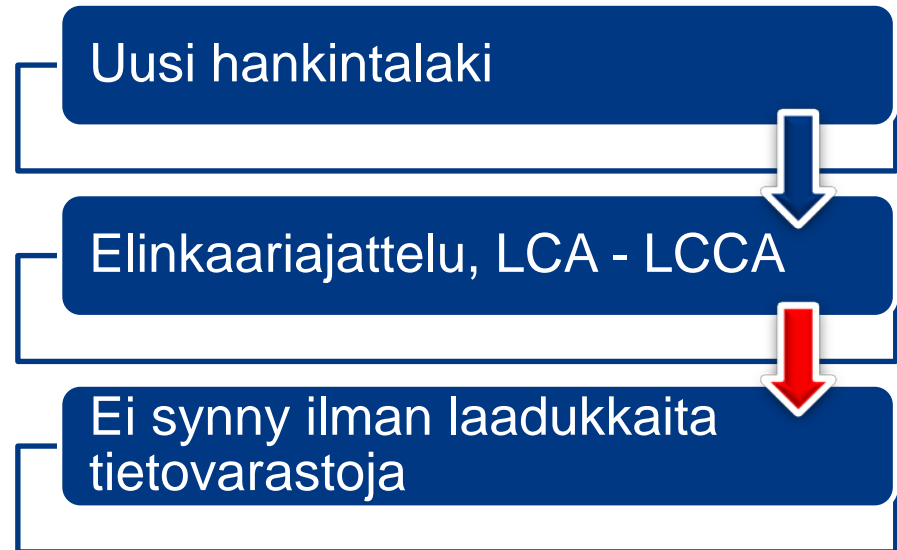 Uusi hankintalaki
Elinkaariajattelu, LCA - LCCA
Ei synny ilman laadukkaita
tietovarastoja